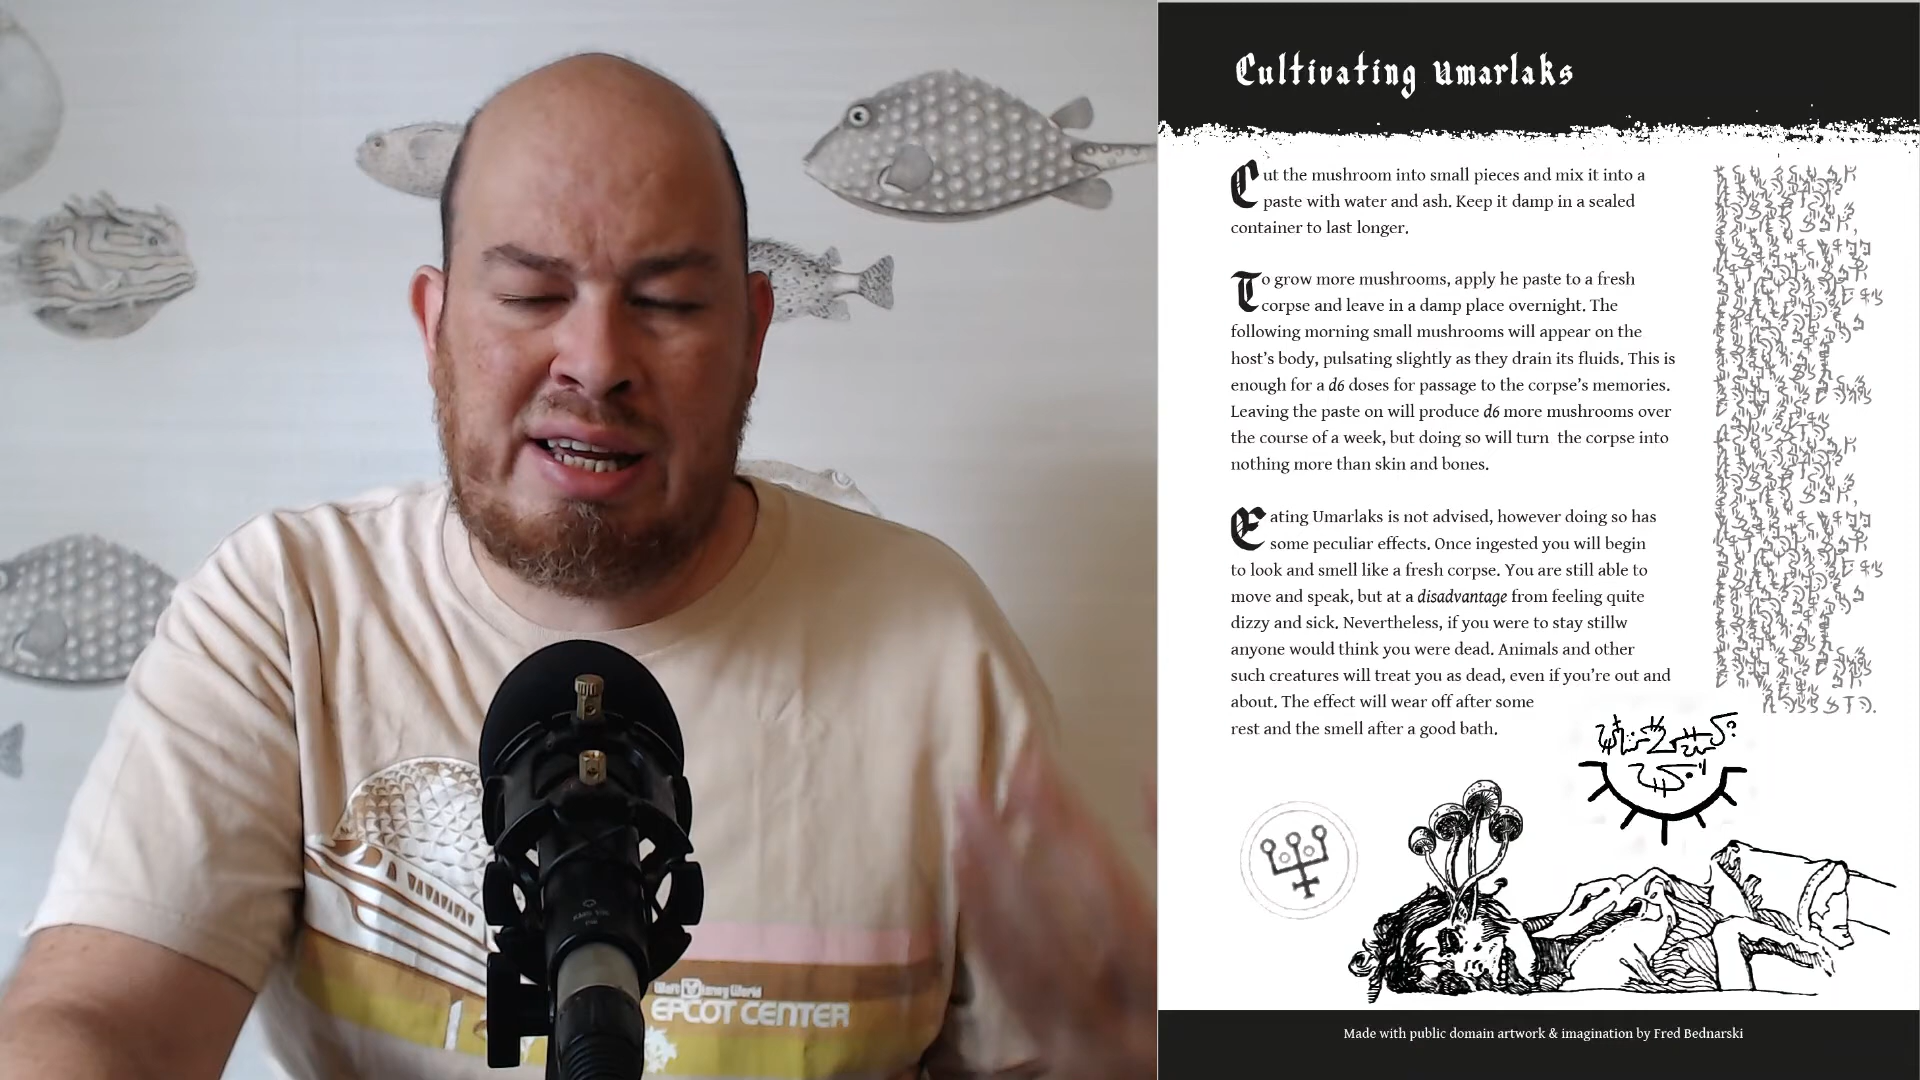 Cultivating Umarlaks
Cut the mushroom into small pieces and mix it into a
paste with water and ash. Keep it damp in a sealed
container to last longer.
To grow more mushrooms, apply he paste to a fresh
corpse and leave in a damp place overnight. The
following morning small mushrooms will appear on the
host's body, pulsating slightly as they drain its fluids. This is
enough for a d6 doses for passage to the corpse's memories.
Leaving the paste on will produce d6 more mushrooms over
the course of a week, but doing so will turn the corpse into
nothing more than skin and bones.
Eating Umarlaks is not advised, however doing so has
some peculiar effects. Once ingested you will begin
to look and smell like a fresh corpse. You are still able to
move and speak, but at a disadvantage from feeling quite
dizzy and sick. Nevertheless, if you were to stay stillw
anyone would think you were dead. Animals and other
such creatures will treat you as dead, even if you're out and
about. The effect will wear off after some
rest and the smell after a good bath.
Made with public domain artwork & imagination by Fred Bednarski
Walt Disney World
EPCOT CENTER